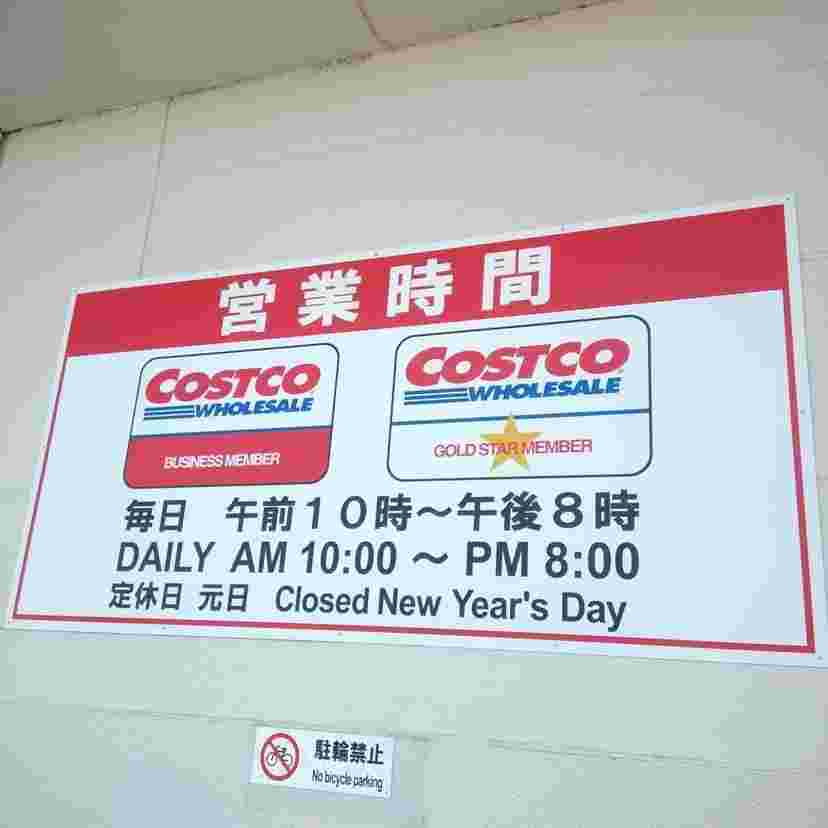 営業時間
COSTCO
WHOLESALE
BUSINESS MEMBER
COSTCO
WHOLESALE
GOLD STAR MEMBER
毎日 午前10時～午後8時
DAILY AM 10:00 ～ PM 8:00
定休日 元日 Closed New Year's Day
駐輪禁止
No bicycle parking